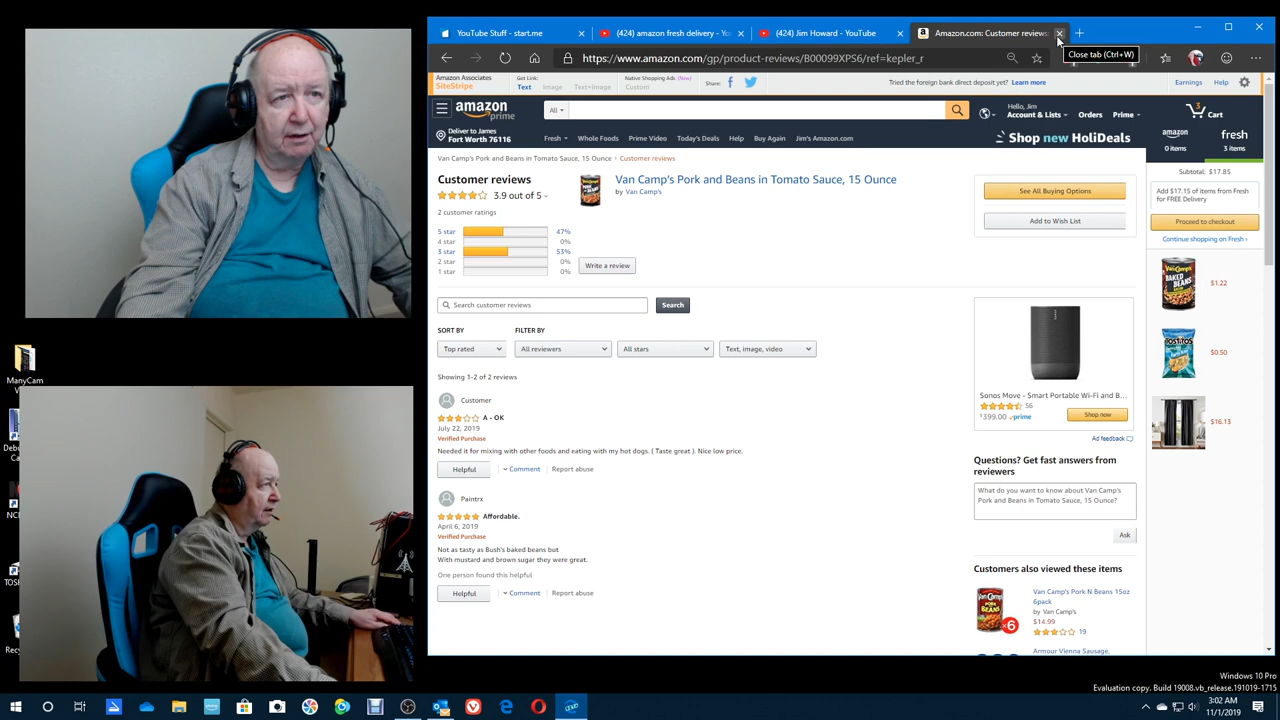 YouTube Stuff - start.me
(424) amazon fresh delivery - Yo
(424) Jim Howard - YouTube
Amazon.com: Customer reviews:
Close tab (Ctrl+W)
https://www.amazon.com/gp/product-reviews/B00099XPS6/ref=kepler_r
Amazon Associates
SiteStripe
Get Link:
Text Image Text+Image
Native Shopping Ads (New)
Custom
Share:
Tried the foreign bank direct deposit yet? Learn more
Earnings Help
amazon
prime
All
Hello, Jim
Account & Lists Orders Prime
3
Cart
Deliver to James
Fort Worth 76116
Fresh Whole Foods Prime Video Today's Deals Help Buy Again Jim's Amazon.com
Shop new HoliDeals
amazon
0 items
fresh
3 items
Van Camp's Pork and Beans in Tomato Sauce, 15 Ounce › Customer reviews
Customer reviews
3.9 out of 5
2 customer ratings
5 star 47%
4 star 0%
3 star 53%
2 star 0%
1 star 0%
Van Camp's Pork and Beans in Tomato Sauce, 15 Ounce
by Van Camp's
Write a review
See All Buying Options
Add to Wish List
Subtotal: $17.85
Add $17.15 of items from Fresh
for FREE Delivery
Proceed to checkout
Continue shopping on Fresh ›
VanCamp's
BAKED
BEANS
$1.22
TOSTITOS
$0.50
$16.13
Search customer reviews
Search
SORT BY
FILTER BY
Top rated
All reviewers
All stars
Text, image, video
Showing 1-2 of 2 reviews
Customer
A - OK
July 22, 2019
Verified Purchase
Needed it for mixing with other foods and eating with my hot dogs. ( Taste great ). Nice low price.
Helpful
Comment
Report abuse
Paintrx
Affordable.
April 6, 2019
Verified Purchase
Not as tasty as Bush's baked beans but
With mustard and brown sugar they were great.
One person found this helpful
Helpful
Comment
Report abuse
Sonos Move - Smart Portable Wi-Fi and B...
56
$399.00 prime
Shop now
Ad feedback
Questions? Get fast answers from
reviewers
What do you want to know about Van Camp's
Pork and Beans in Tomato Sauce, 15 Ounce?
Ask
Customers also viewed these items
VanCamp's
PORK
BEANS
x6
Van Camp's Pork N Beans 15oz
6pack
by Van Camp's
$14.99
19
Armour Vienna Sausage,
ManyCam
Windows 10 Pro
Evaluation copy. Build 19008.vb_release.191019-1715
3:02 AM
11/1/2019